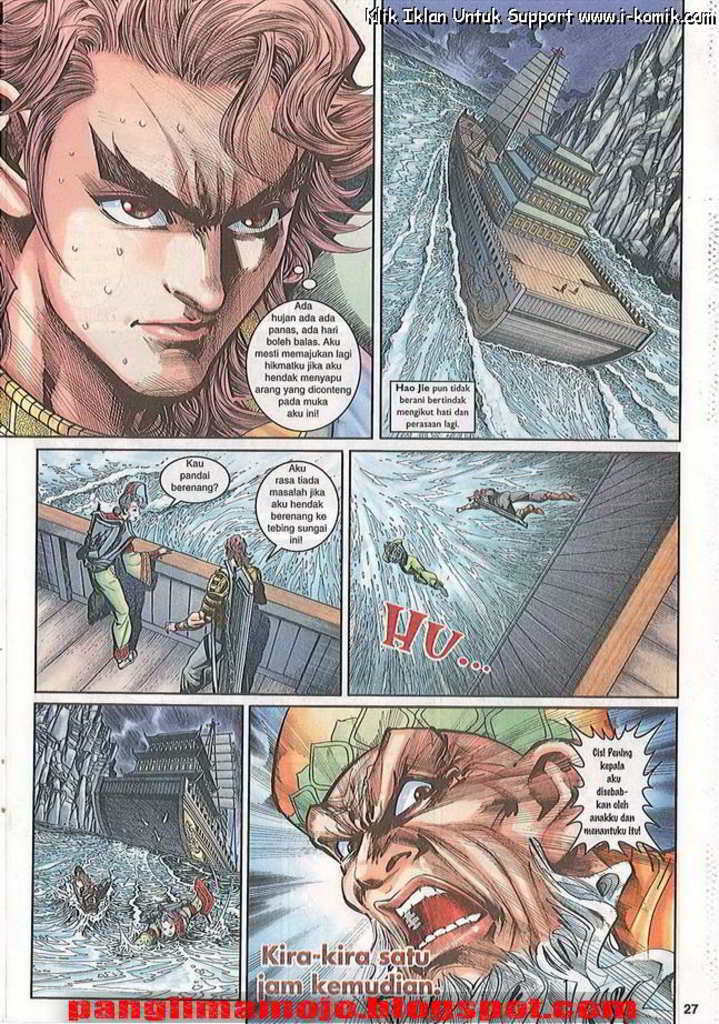 Klik Iklan Untuk Support www.i-komik.com
Ada
hujan ada ada
panas, ada hari
boleh balas. Aku
mesti memajukan lagi
hikmatku jika aku
hendak menyapu
arang yang diconteng
pada muka
aku ini!
Hao Jie pun tidak
berani bertindak
mengikut hati dan
perasaan lagi.
Kau
pandai
berenang?
Aku
rasa tiada
masalah jika
aku hendak
berenang ke
tebing sungai
ini!
HU...
Cis! Pening
kepala
aku
disebab-
kan oleh
anakku dan
menantuku itu!
Kira-kira satu
jam kemudian.
panglimamojo.blogspot.com
27